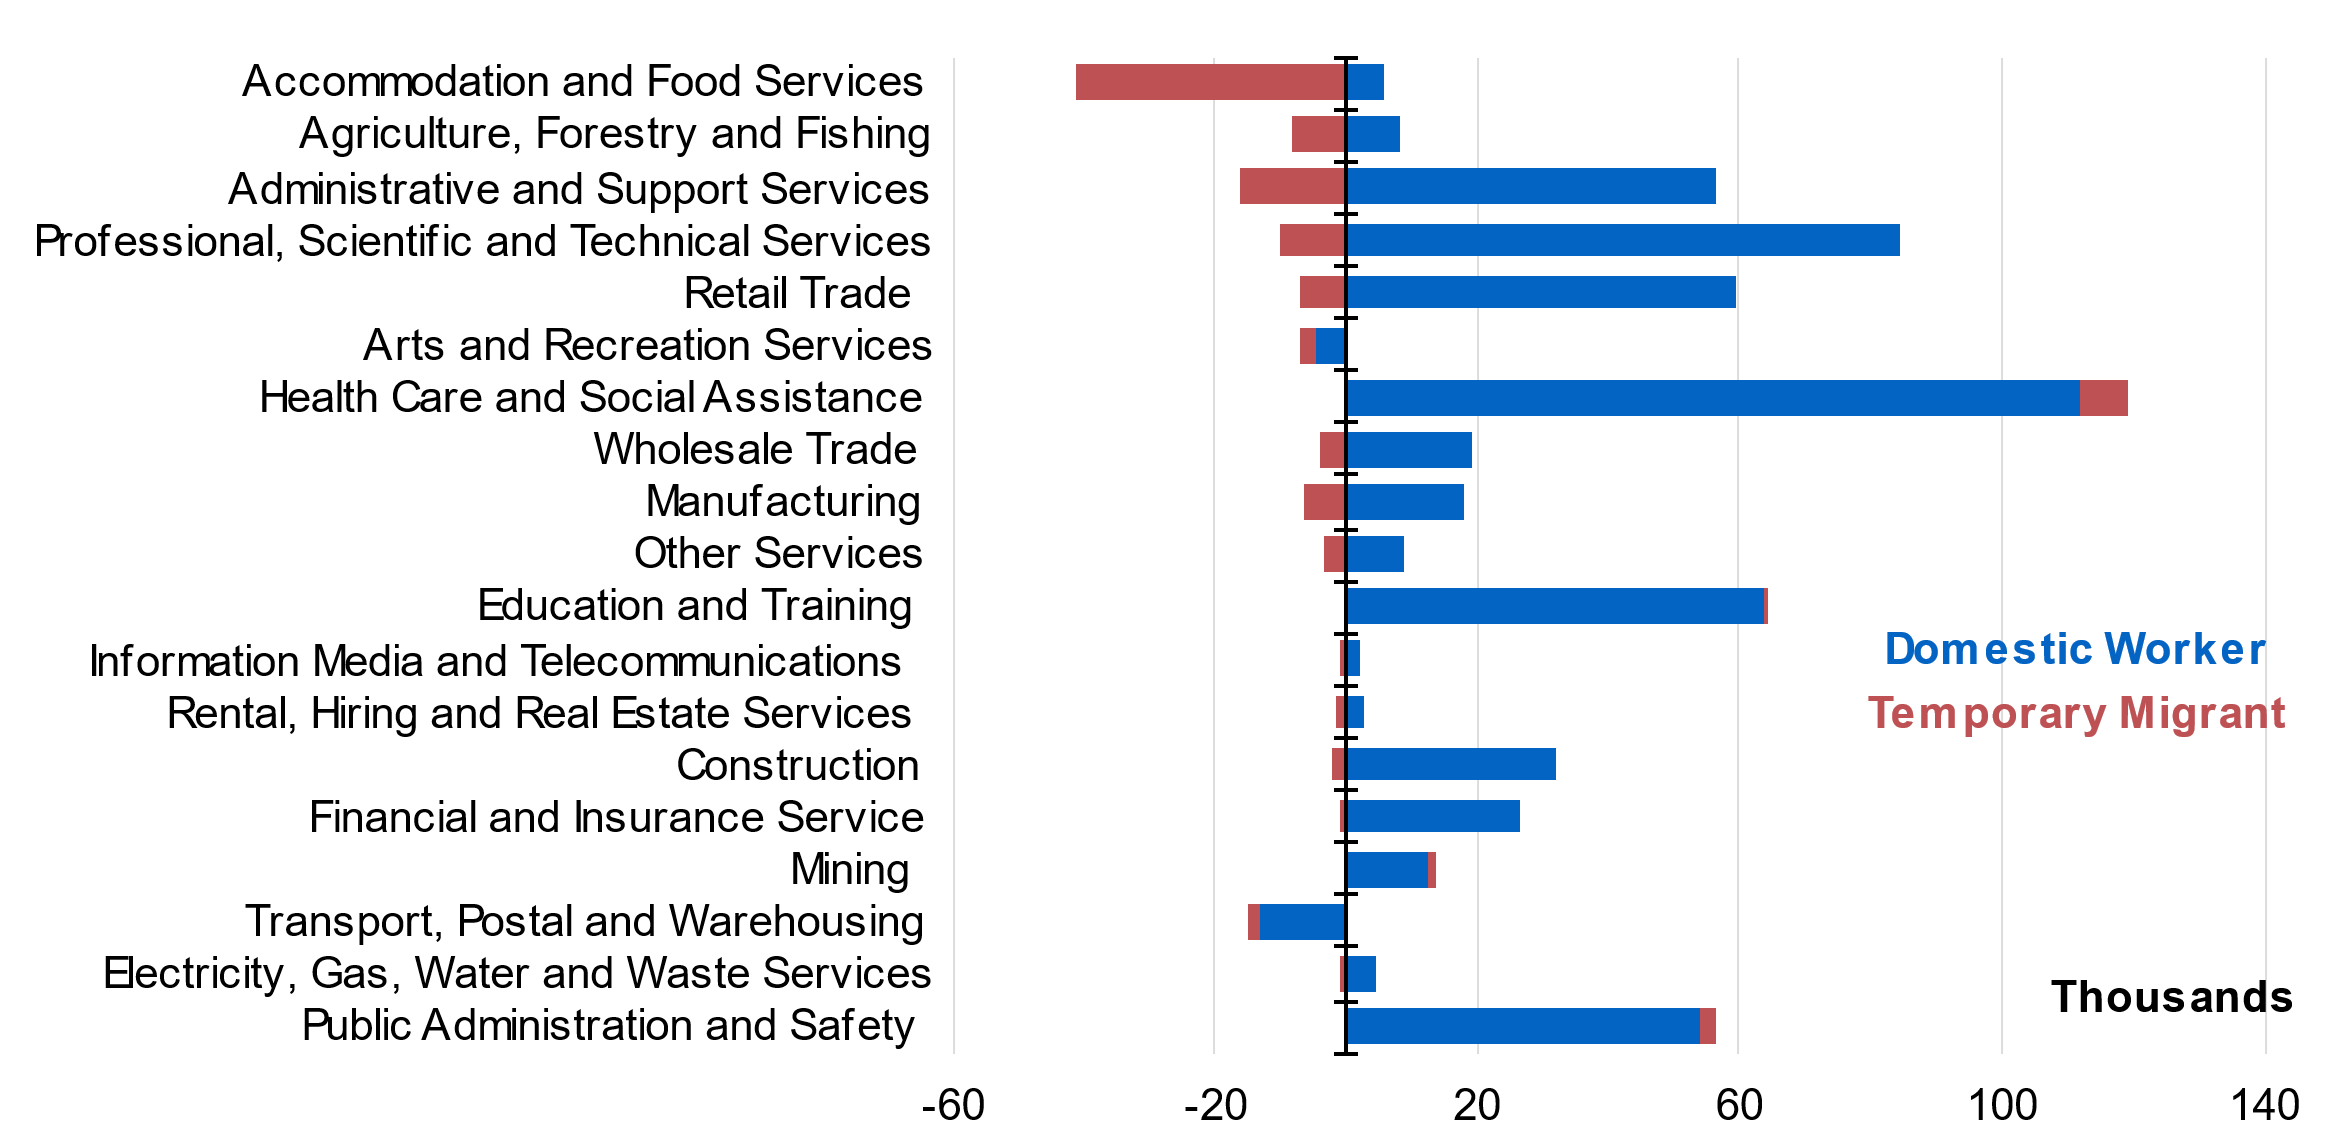 Accommodation and Food Services
Agriculture, Forestry and Fishing
Administrative and Support Services
Professional, Scientific and Technical Services
Retail Trade
Arts and Recreation Services
Health Care and Social Assistance
Wholesale Trade
Manufacturing
Other Services
Education and Training
Information Media and Telecommunications
Domestic Worker
Rental, Hiring and Real Estate Services
Temporary Migrant
Construction
Financial and Insurance Service
Mining
Transport, Postal and Warehousing
Electricity, Gas, Water and Waste Services
Thousands
Public Administration and Safety
-60 -20 20 60 100 140